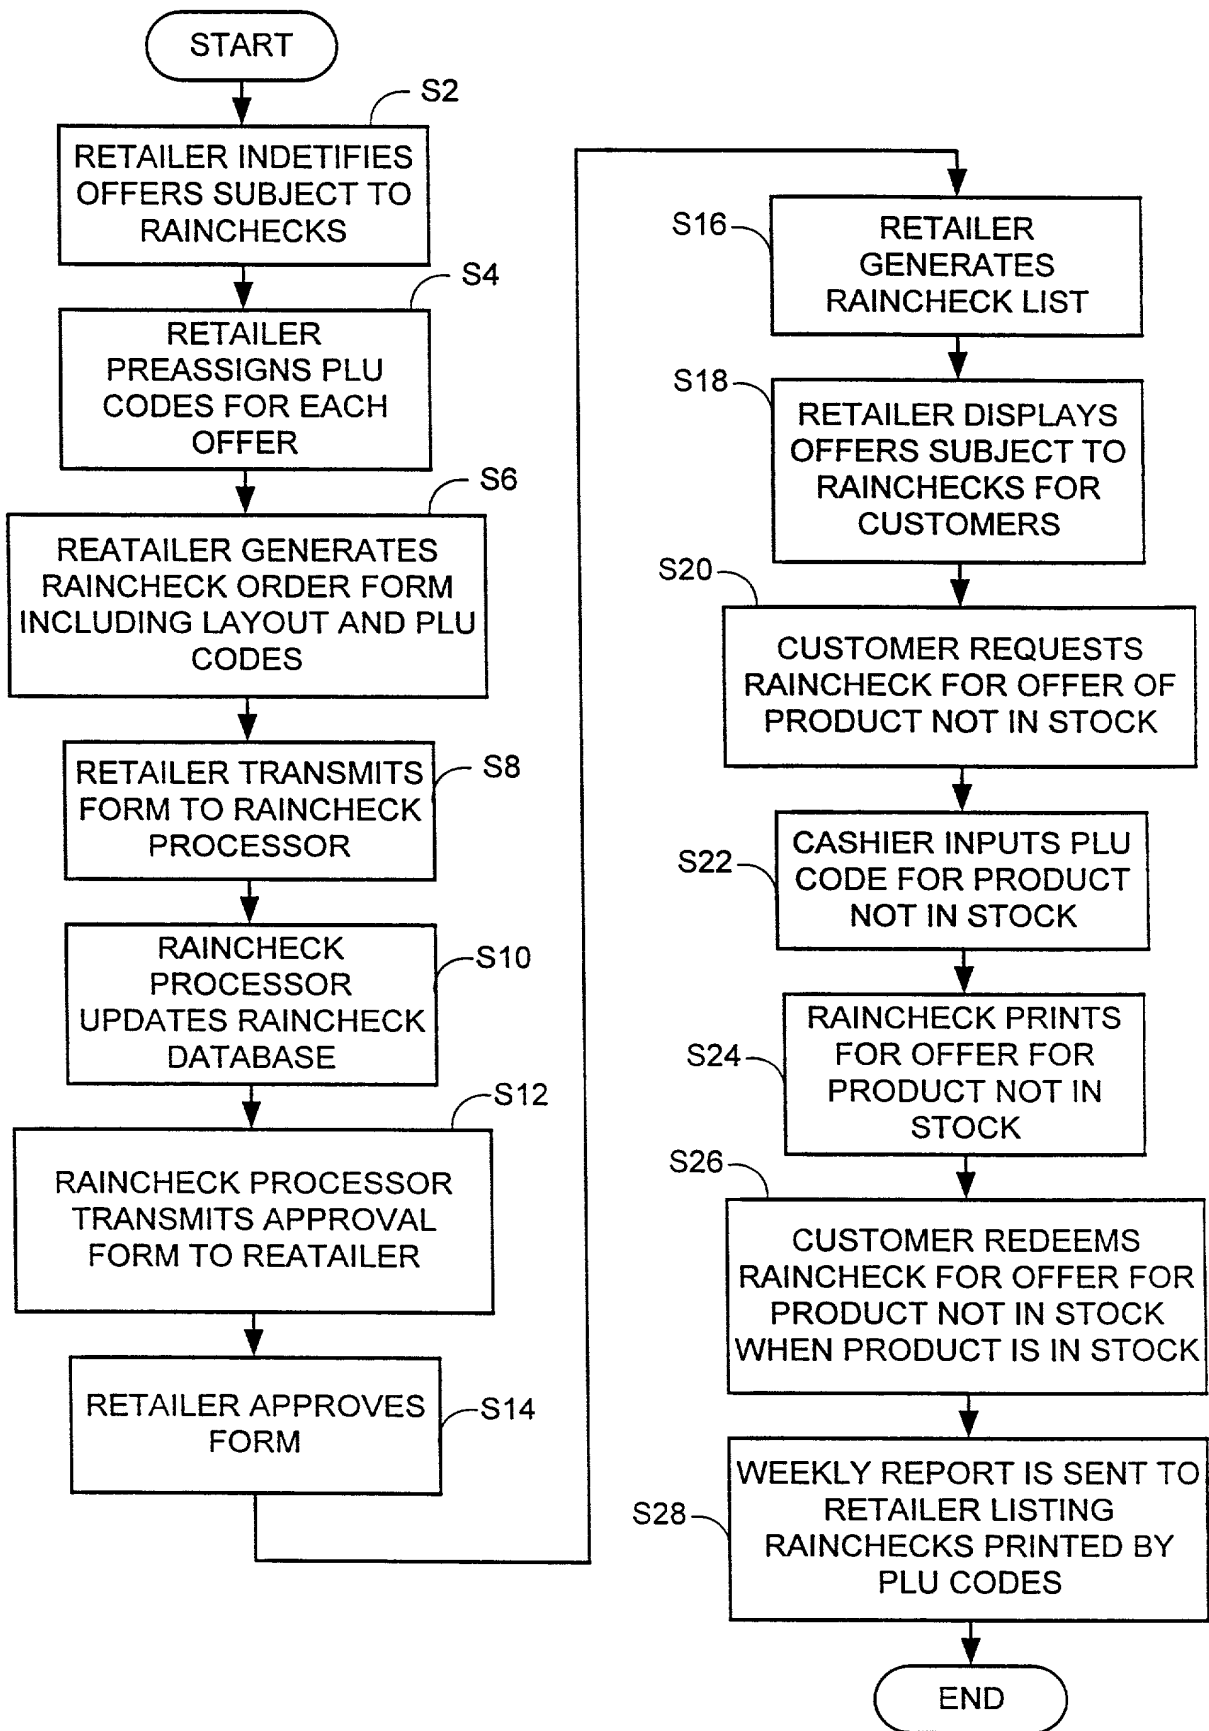 START
S2
RETAILER INDETIFIES
OFFERS SUBJECT TO
RAINCHECKS
S4
RETAILER
PREASSIGNS PLU
CODES FOR EACH
OFFER
S6
REATAILER GENERATES
RAINCHECK ORDER FORM
INCLUDING LAYOUT AND PLU
CODES
S8
RETAILER TRANSMITS
FORM TO RAINCHECK
PROCESSOR
S10
RAINCHECK
PROCESSOR
UPDATES RAINCHECK
DATABASE
S12
RAINCHECK PROCESSOR
TRANSMITS APPROVAL
FORM TO REATAILER
S14
RETAILER APPROVES
FORM
S16
RETAILER
GENERATES
RAINCHECK LIST
S18
RETAILER DISPLAYS
OFFERS SUBJECT TO
RAINCHECKS FOR
CUSTOMERS
S20
CUSTOMER REQUESTS
RAINCHECK FOR OFFER OF
PRODUCT NOT IN STOCK
S22
CASHIER INPUTS PLU
CODE FOR PRODUCT
NOT IN STOCK
S24
RAINCHECK PRINTS
FOR OFFER FOR
PRODUCT NOT IN
STOCK
S26
CUSTOMER REDEEMS
RAINCHECK FOR OFFER FOR
PRODUCT NOT IN STOCK
WHEN PRODUCT IS IN STOCK
S28
WEEKLY REPORT IS SENT TO
RETAILER LISTING
RAINCHECKS PRINTED BY
PLU CODES
END